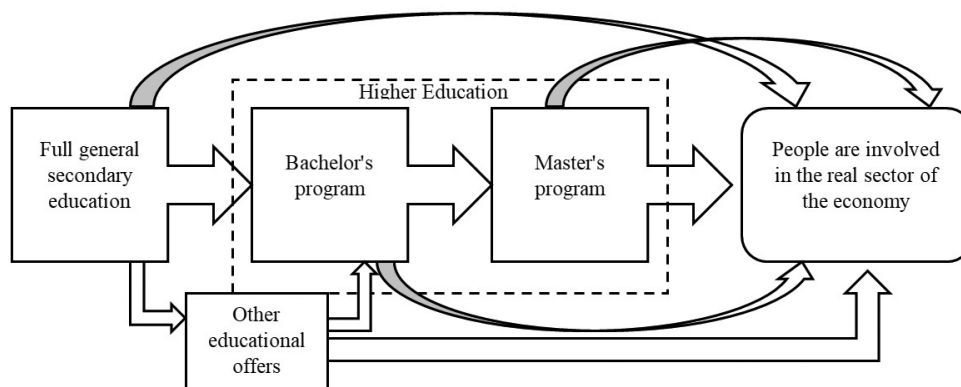 Higher Education
Full general
secondary
education
Bachelor's
program
Master's
program
People are involved
in the real sector of
the economy
Other
educational
offers